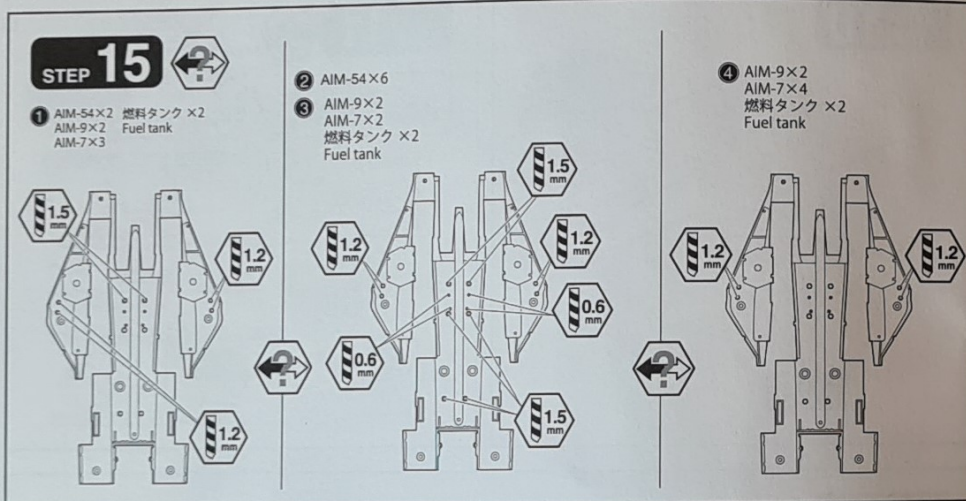 STEP 15
?
1 AIM-54×2 燃料タンク ×2
AIM-9×2 Fuel tank
AIM-7×3
1.5
mm
1.2
mm
1.2
mm
?
2 AIM-54×6
3 AIM-9×2
AIM-7×2
燃料タンク ×2
Fuel tank
1.5
mm
1.2
mm
1.2
mm
0.6
mm
0.6
mm
1.5
mm
?
4 AIM-9×2
AIM-7×4
燃料タンク ×2
Fuel tank
1.2
mm
1.2
mm